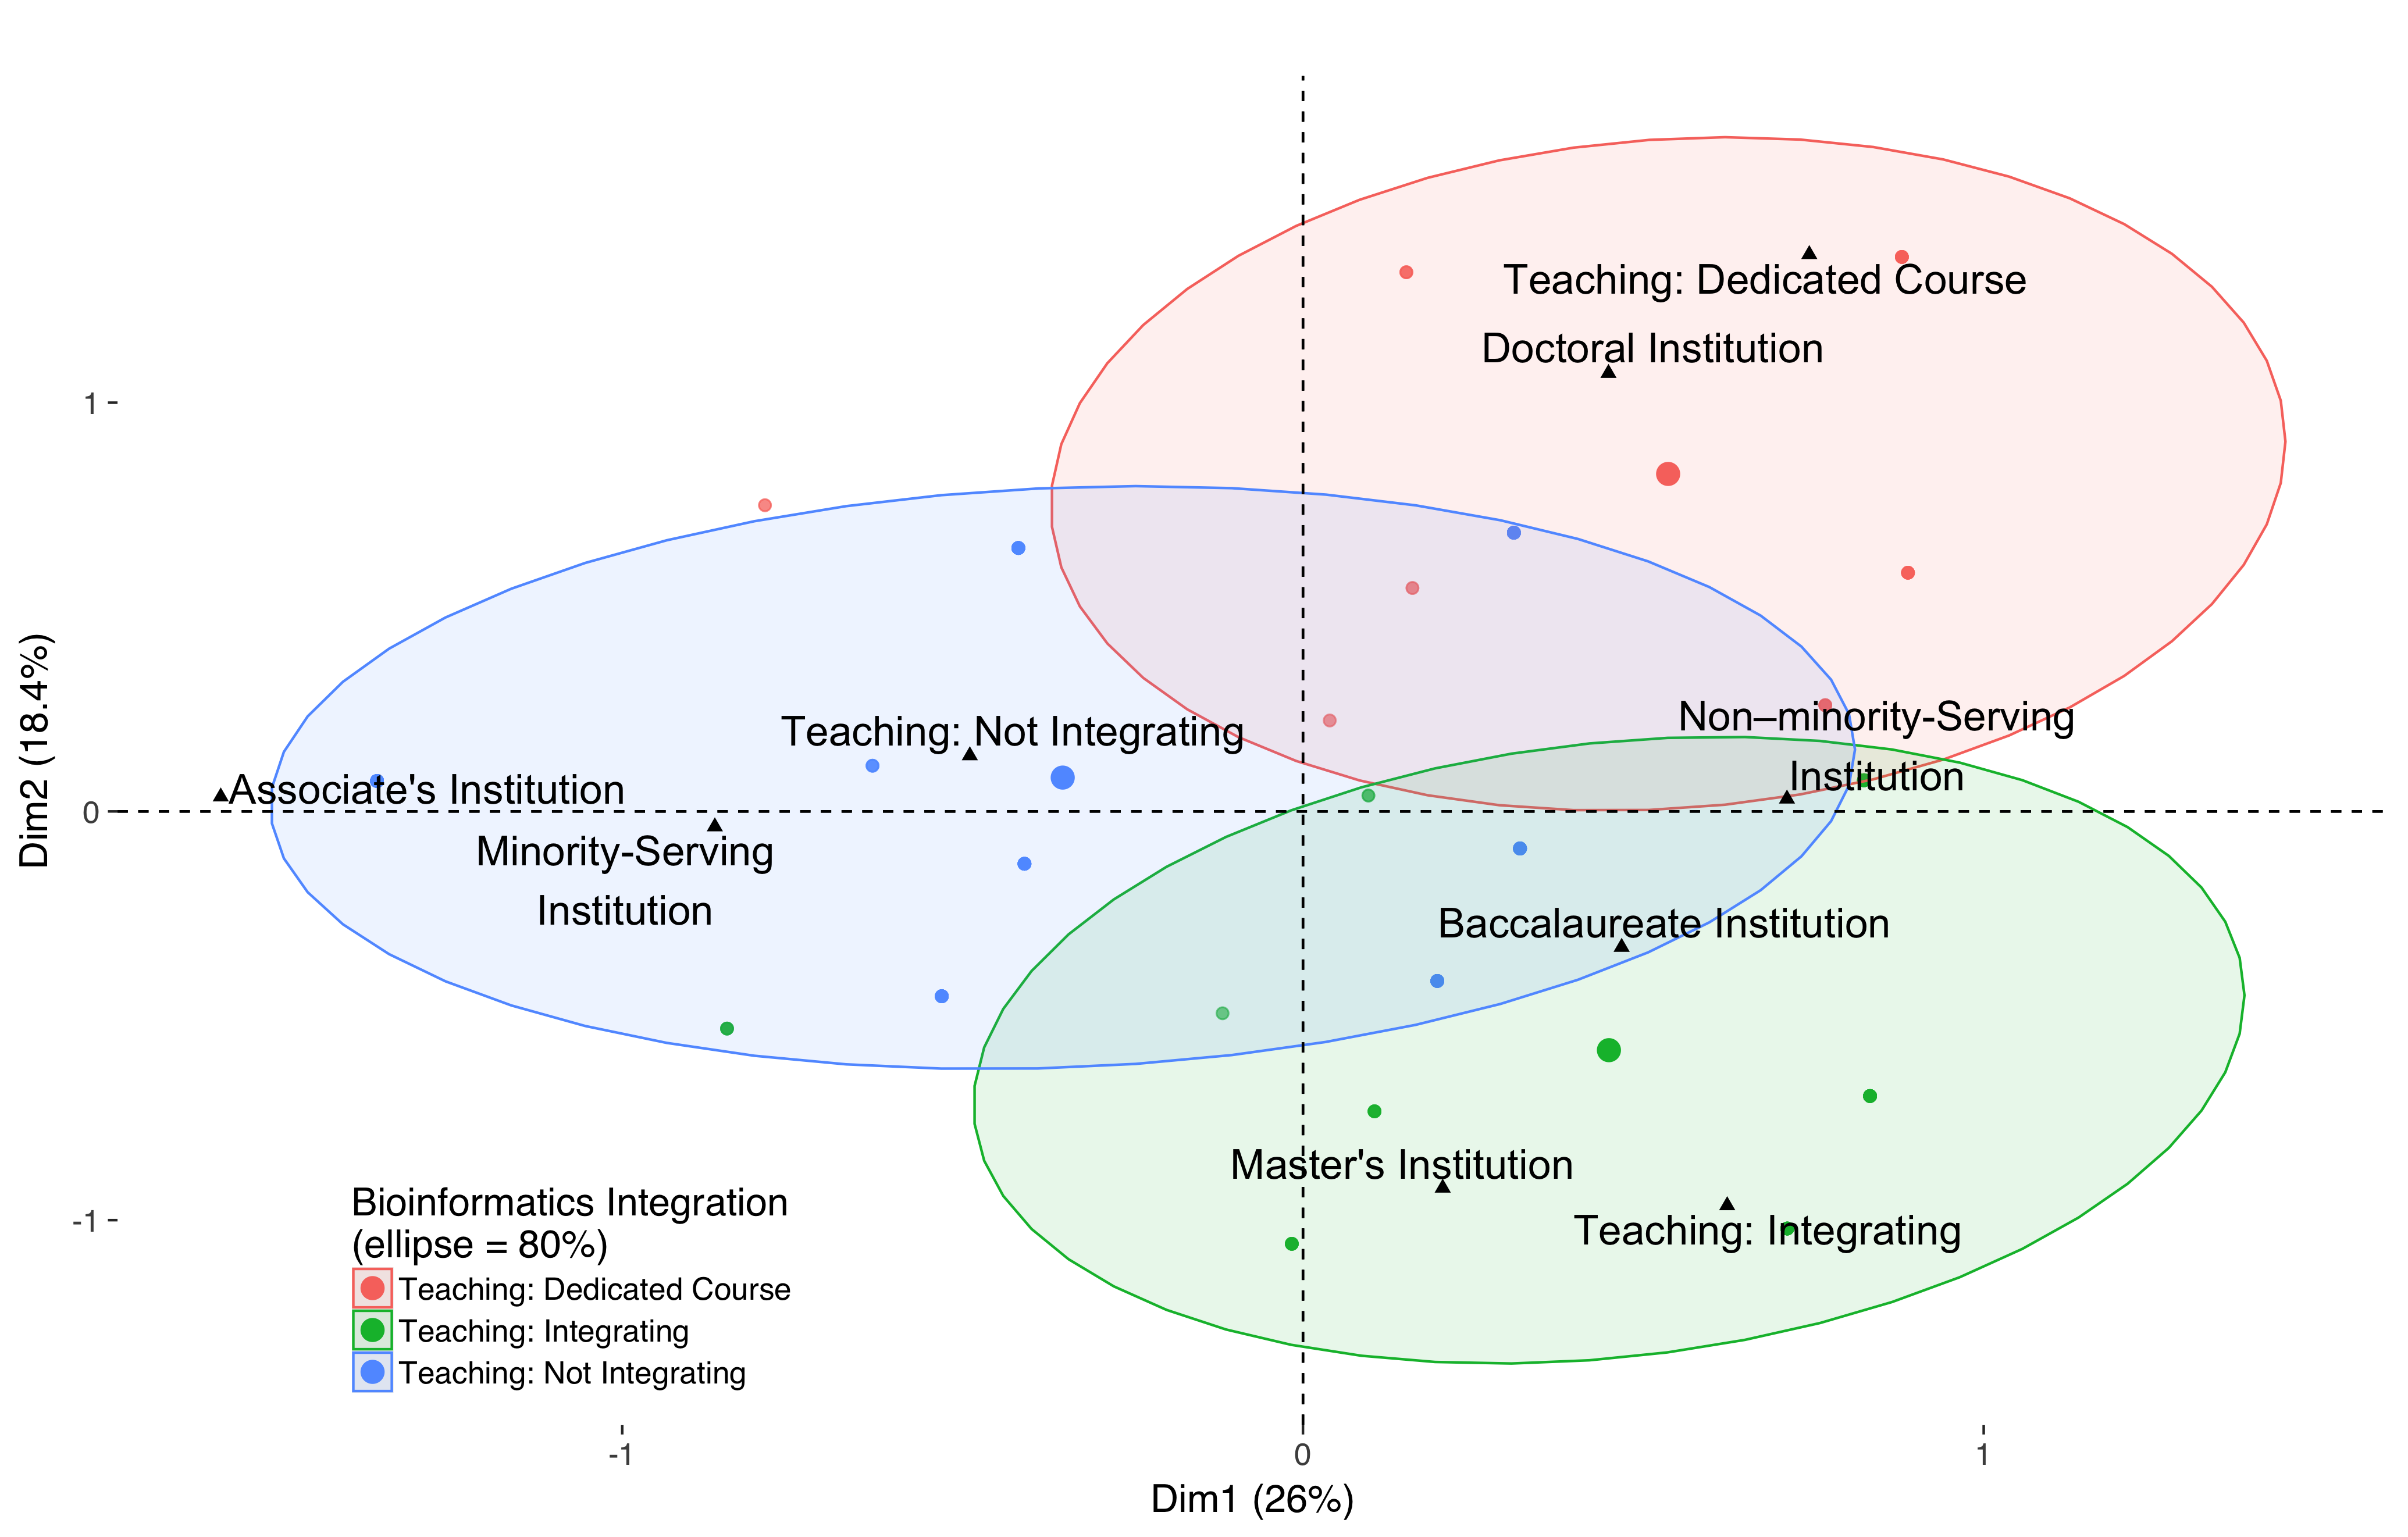 Teaching: Dedicated Course
Doctoral Institution
1
Dim2 (18.4%)
Non–minority-Serving
Institution
Teaching: Not Integrating
Associate's Institution
0
Minority-Serving
Institution
Baccalaureate Institution
Master's Institution
Teaching: Integrating
-1
Bioinformatics Integration
(ellipse = 80%)
Teaching: Dedicated Course
Teaching: Integrating
Teaching: Not Integrating
-1
0
1
Dim1 (26%)